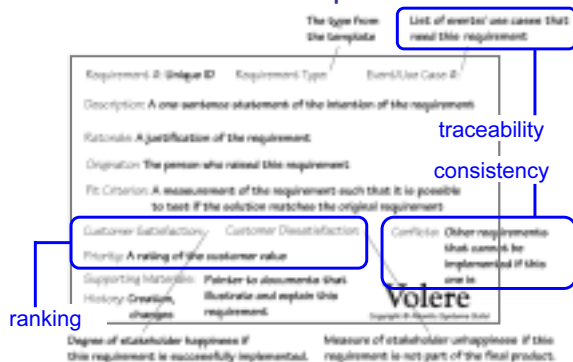 The type from
the template
List of events/ use cases that
need this requirement
Requirement #: Unique ID Requirement Type: Event/Use Case #:
Description: A one sentence statement of the intention of the requirement
traceability
Rationale: A justification of the requirement
consistency
Originator: The person who raised this requirement
Fit Criterion: A measurement of the requirement such that it is possible
to test if the solution matches the original requirement
Customer Satisfaction: Customer Dissatisfaction:
Conflicts: Other requirements
that cannot be
implemented if this
one is
Priority: A rating of the customer value
Supporting Materials: Pointer to documents that
illustrate and explain this
requirement
History: Creation,
changes
Volere
Copyright © Atlantic Systems Guild
ranking
Degree of stakeholder happiness if
this requirement is successfully implemented.
Measure of stakeholder unhappiness if this
requirement is not part of the final product.